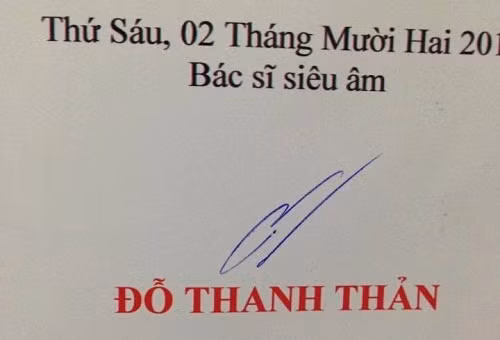 Thứ Sáu, 02 Tháng Mười Hai 201
Bác sĩ siêu âm
ĐỖ THANH THẢN